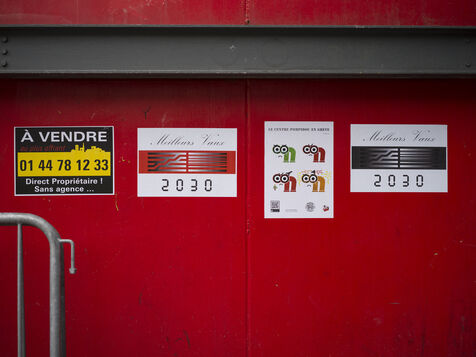 À VENDRE
au plus offrant
01 44 78 12 33
Direct Propriétaire !
Sans agence ...
Meilleurs Vœux
2030
LE CENTRE POMPIDOU EN GRÈVE
Meilleurs Vœux
2030